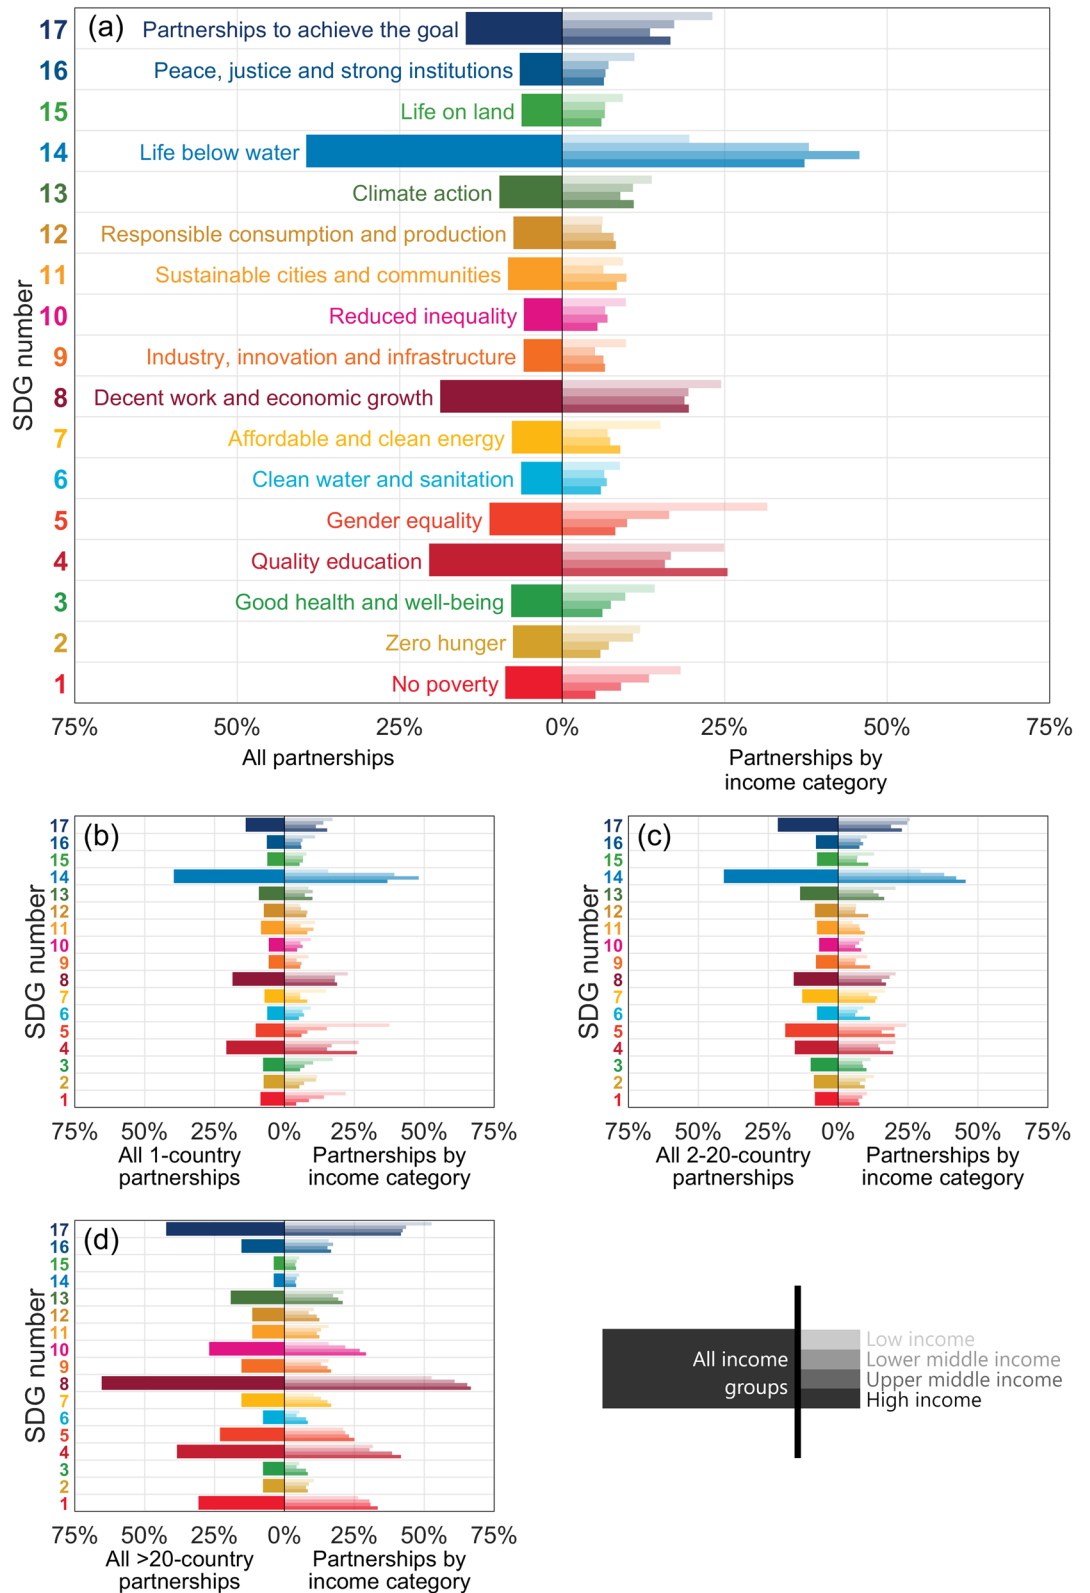 (a)
17 Partnerships to achieve the goal
16 Peace, justice and strong institutions
15 Life on land
14 Life below water
13 Climate action
12 Responsible consumption and production
11 Sustainable cities and communities
10 Reduced inequality
9 Industry, innovation and infrastructure
8 Decent work and economic growth
7 Affordable and clean energy
6 Clean water and sanitation
5 Gender equality
4 Quality education
3 Good health and well-being
2 Zero hunger
1 No poverty
SDG number
75% 50% 25% 0% 25% 50% 75%
All partnerships
Partnerships by
income category
(b)
17
16
15
14
13
12
11
10
9
8
7
6
5
4
3
2
1
SDG number
75% 50% 25% 0% 25% 50% 75%
All 1-country
partnerships
Partnerships by
income category
(c)
17
16
15
14
13
12
11
10
9
8
7
6
5
4
3
2
1
SDG number
75% 50% 25% 0% 25% 50% 75%
All 2-20-country
partnerships
Partnerships by
income category
(d)
17
16
15
14
13
12
11
10
9
8
7
6
5
4
3
2
1
SDG number
75% 50% 25% 0% 25% 50% 75%
All >20-country
partnerships
Partnerships by
income category
All income
groups
Low income
Lower middle income
Upper middle income
High income